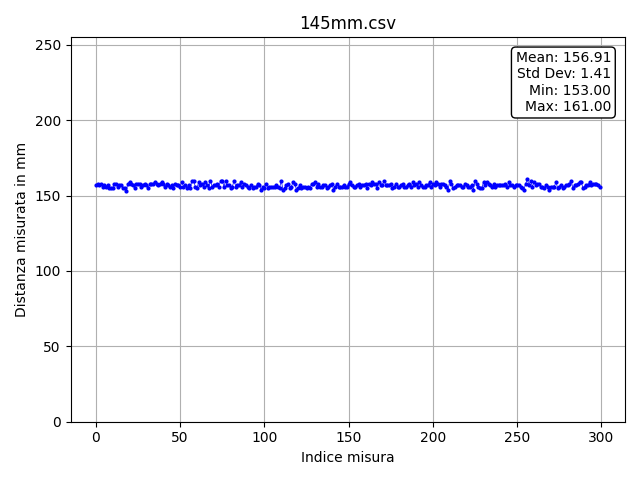 145mm.csv
Mean: 156.91
Std Dev: 1.41
Min: 153.00
Max: 161.00
250
200
150
100
50
0
Distanza misurata in mm
0 50 100 150 200 250 300
Indice misura